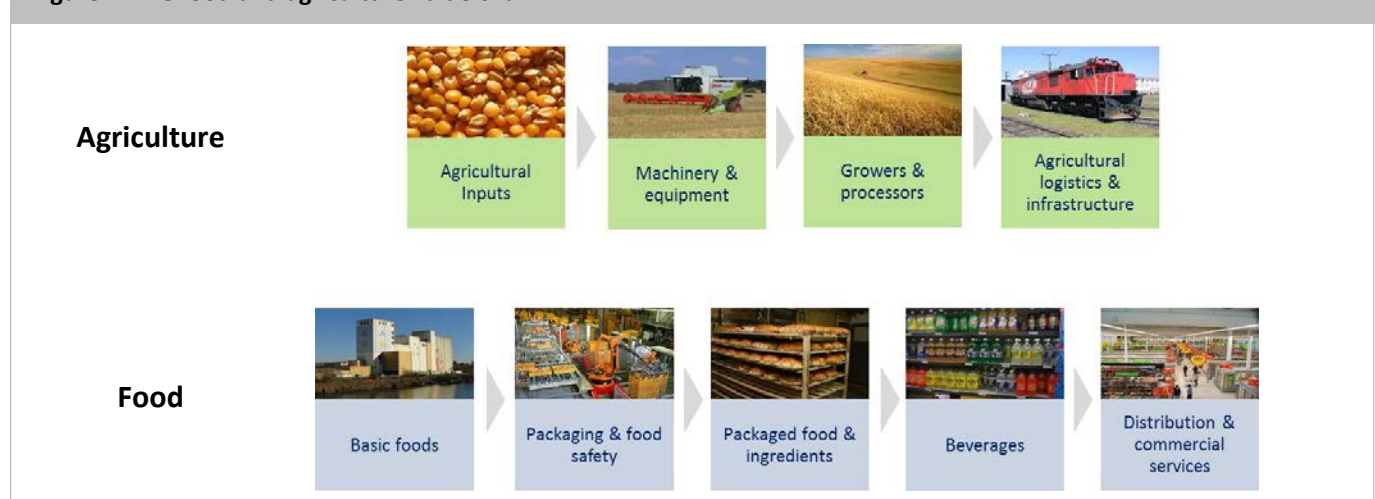 Agriculture
Agricultural
Inputs
Machinery &
equipment
Growers &
processors
Agricultural
logistics &
infrastructure
Food
Basic foods
Packaging & food
safety
Packaged food &
ingredients
Beverages
Distribution &
commercial
services